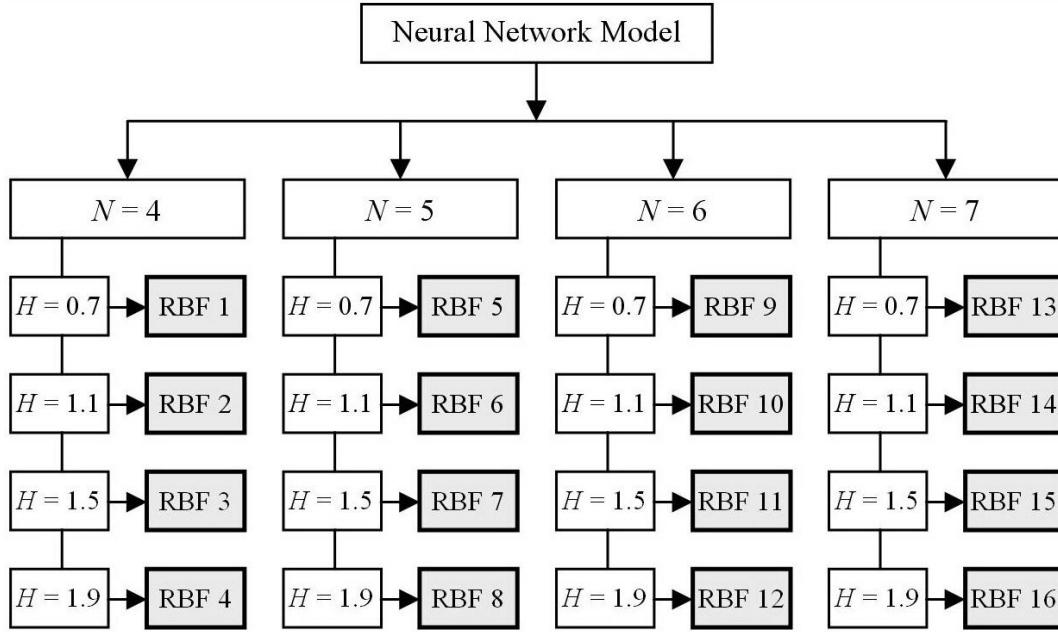 Neural Network Model
N = 4
N = 5
N = 6
N = 7
H = 0.7
RBF 1
H = 0.7
RBF 5
H = 0.7
RBF 9
H = 0.7
RBF 13
H = 1.1
RBF 2
H = 1.1
RBF 6
H = 1.1
RBF 10
H = 1.1
RBF 14
H = 1.5
RBF 3
H = 1.5
RBF 7
H = 1.5
RBF 11
H = 1.5
RBF 15
H = 1.9
RBF 4
H = 1.9
RBF 8
H = 1.9
RBF 12
H = 1.9
RBF 16